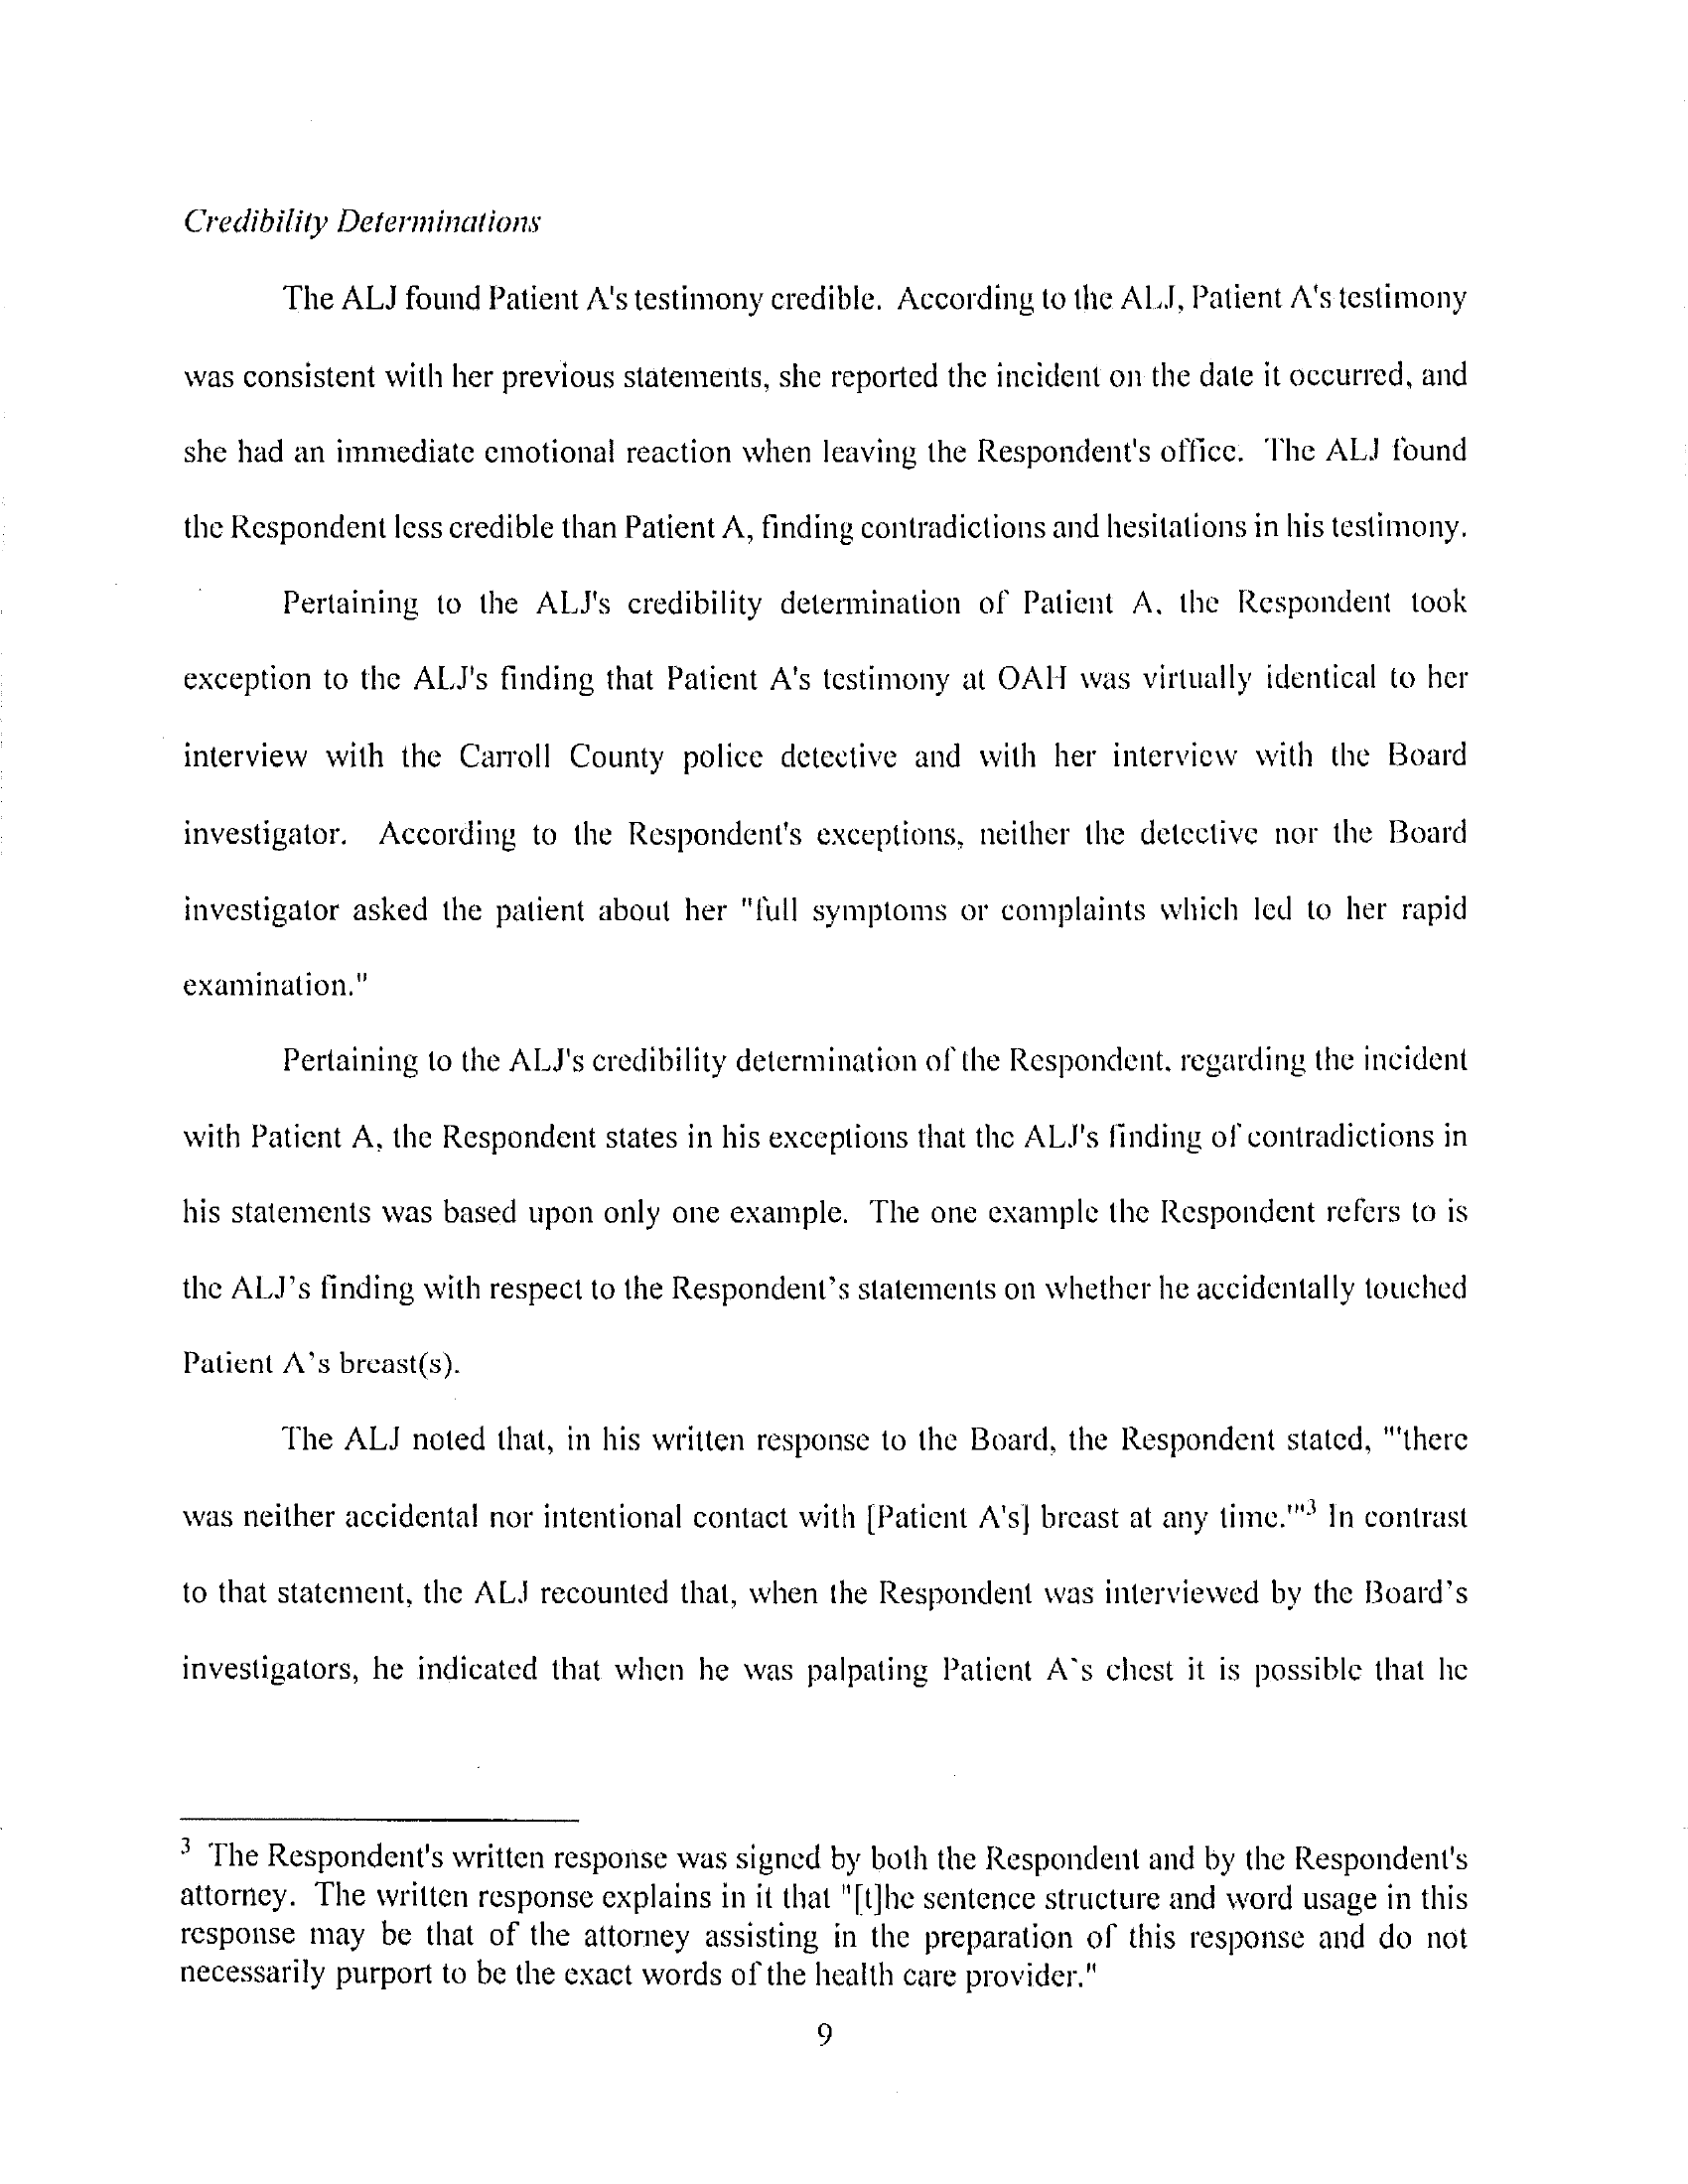 Credibility Determinations
The ALJ found Patient A's testimony credible. According to the ALJ, Patient A's testimony
was consistent with her previous statements, she reported the incident on the date it occurred, and
she had an immediate emotional reaction when leaving the Respondent's office. The ALJ found
the Respondent less credible than Patient A, finding contradictions and hesitations in his testimony.
Pertaining to the ALJ's credibility determination of Patient A, the Respondent took
exception to the ALJ's finding that Patient A's testimony at OAH was virtually identical to her
interview with the Carroll County police detective and with her interview with the Board
investigator. According to the Respondent's exceptions, neither the detective nor the Board
investigator asked the patient about her "full symptoms or complaints which led to her rapid
examination."
Pertaining to the ALJ's credibility determination of the Respondent, regarding the incident
with Patient A, the Respondent states in his exceptions that the ALJ's finding of contradictions in
his statements was based upon only one example. The one example the Respondent refers to is
the ALJ's finding with respect to the Respondent's statements on whether he accidentally touched
Patient A's breast(s).
The ALJ noted that, in his written response to the Board, the Respondent stated, "'there
was neither accidental nor intentional contact with [Patient A's] breast at any time.'"3 In contrast
to that statement, the ALJ recounted that, when the Respondent was interviewed by the Board's
investigators, he indicated that when he was palpating Patient A's chest it is possible that he
3 The Respondent's written response was signed by both the Respondent and by the Respondent's
attorney. The written response explains in it that "[t]he sentence structure and word usage in this
response may be that of the attorney assisting in the preparation of this response and do not
necessarily purport to be the exact words of the health care provider."
9